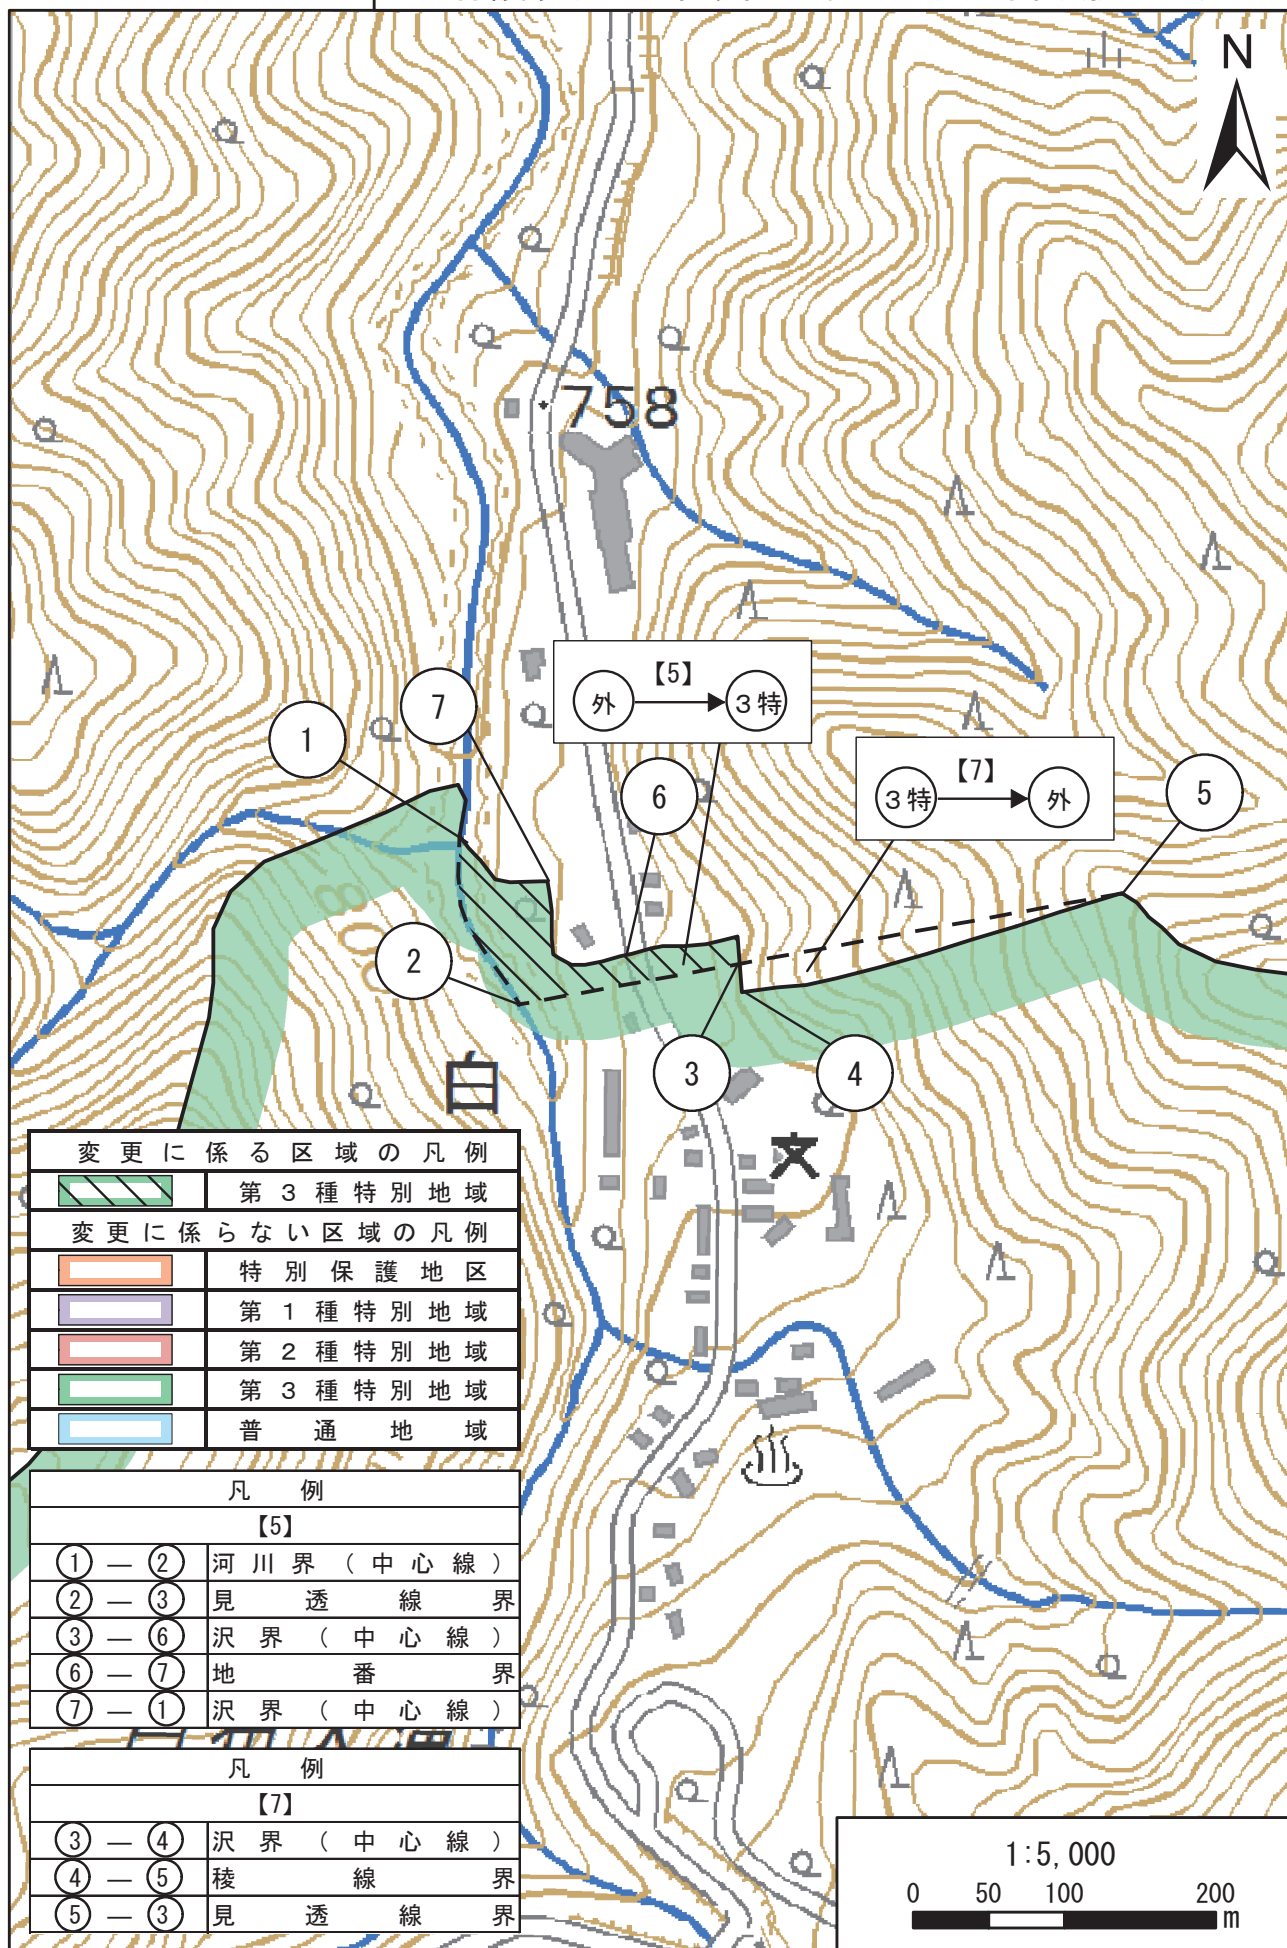 N
758
【5】
外 3特
7
1
6
【7】
3特 外
5
2
3
4
白
文
変更に係る区域の凡例
第3種特別地域
変更に係らない区域の凡例
特別保護地区
第1種特別地域
第2種特別地域
第3種特別地域
普通地域
凡例
【5】
① — ② 河川界（中心線）
② — ③ 見透線界
③ — ⑥ 沢界（中心線）
⑥ — ⑦ 地番界
⑦ — ① 沢界（中心線）
凡例
【7】
③ — ④ 沢界（中心線）
④ — ⑤ 稜線界
⑤ — ③ 見透線界
1:5,000
0 50 100 200
m